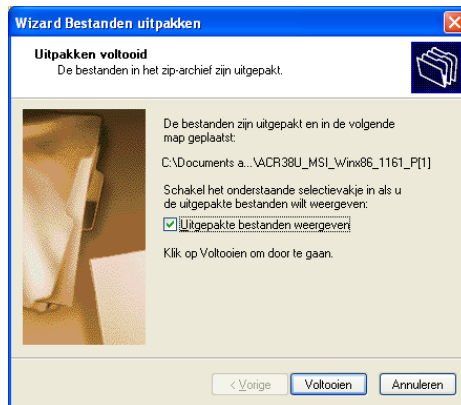 Wizard Bestanden uitpakken
Uitpakken voltooid
De bestanden in het zip-archief zijn uitgepakt.
De bestanden zijn uitgepakt en in de volgende
map geplaatst:
C:\Documents a...\ACR38U_MSI_Winx86_1161_P[1]
Schakel het onderstaande selectievakje in als u
de uitgepakte bestanden wilt weergeven:
Uitgepakte bestanden weergeven
Klik op Voltooien om door te gaan.
< Vorige
Voltooien
Annuleren